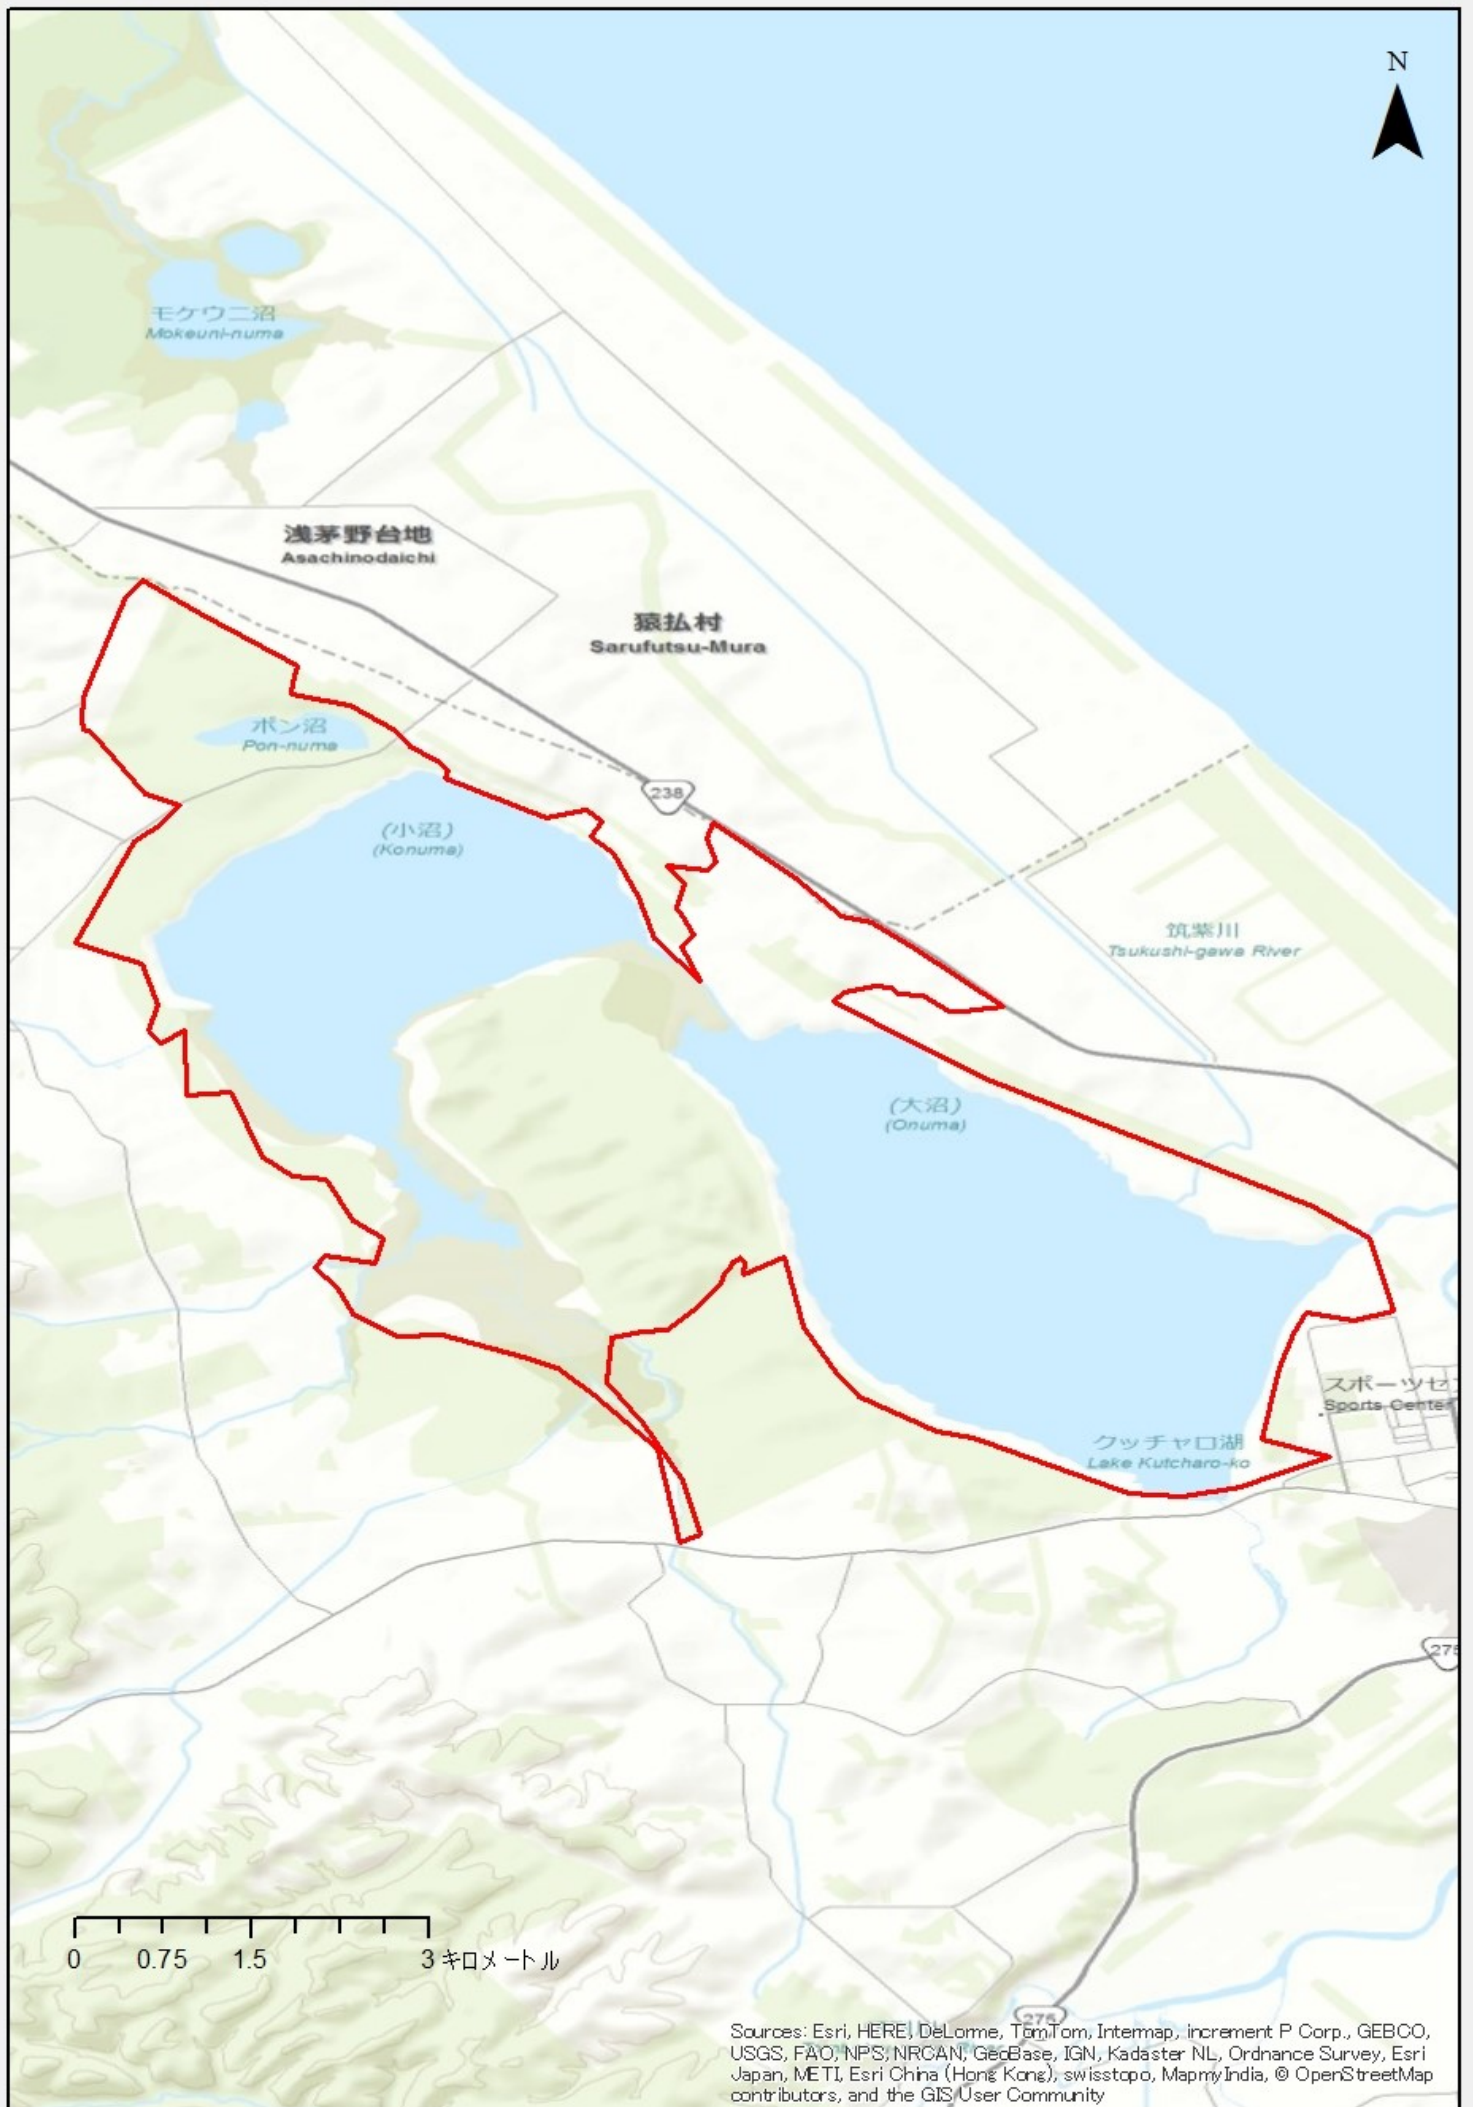 N
モケウニ沼
Mokeuni-numa
浅茅野台地
Asachinodaichi
猿払村
Sarufutsu-Mura
ポン沼
Pon-numa
238
(小沼)
(Konuma)
筑紫川
Tsukushi-gawa River
(大沼)
(Onuma)
スポーツセ
Sports Center
クッチャロ湖
Lake Kutcharo-ko
275
0 0.75 1.5 3 キロメートル
275
Sources: Esri, HERE, DeLorme, TomTom, Intermap, increment P Corp., GEBCO,
USGS, FAO, NPS, NRCAN, GeoBase, IGN, Kadaster NL, Ordnance Survey, Esri
Japan, METI, Esri China (Hong Kong), swisstopo, MapmyIndia, © OpenStreetMap
contributors, and the GIS User Community